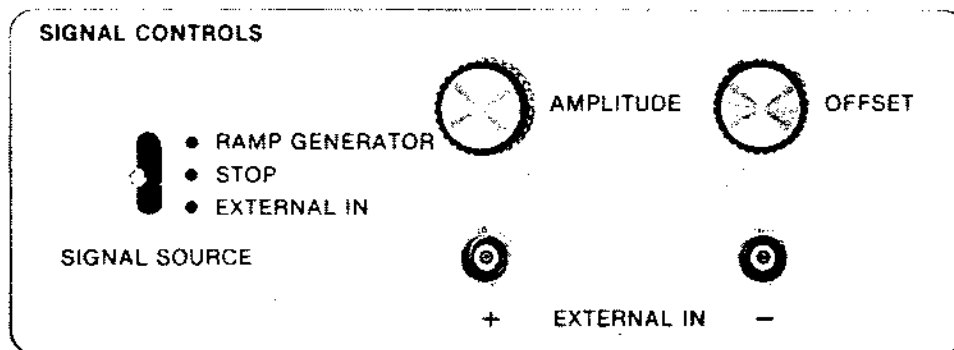 SIGNAL CONTROLS
AMPLITUDE
OFFSET
• RAMP GENERATOR
• STOP
• EXTERNAL IN
SIGNAL SOURCE
+ EXTERNAL IN −